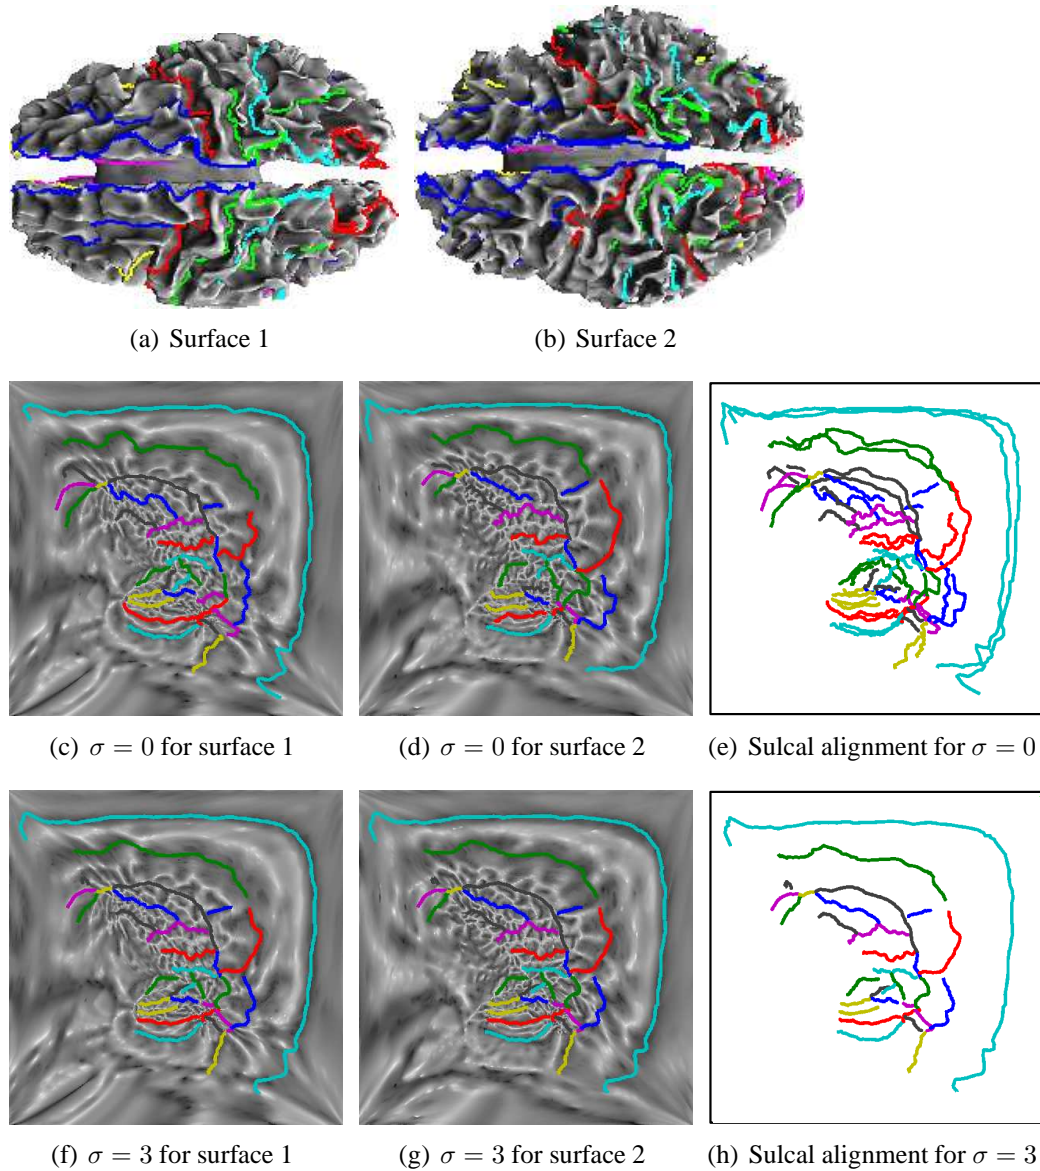 (a) Surface 1
(b) Surface 2
(c) σ = 0 for surface 1
(d) σ = 0 for surface 2
(e) Sulcal alignment for σ = 0
(f) σ = 3 for surface 1
(g) σ = 3 for surface 2
(h) Sulcal alignment for σ = 3